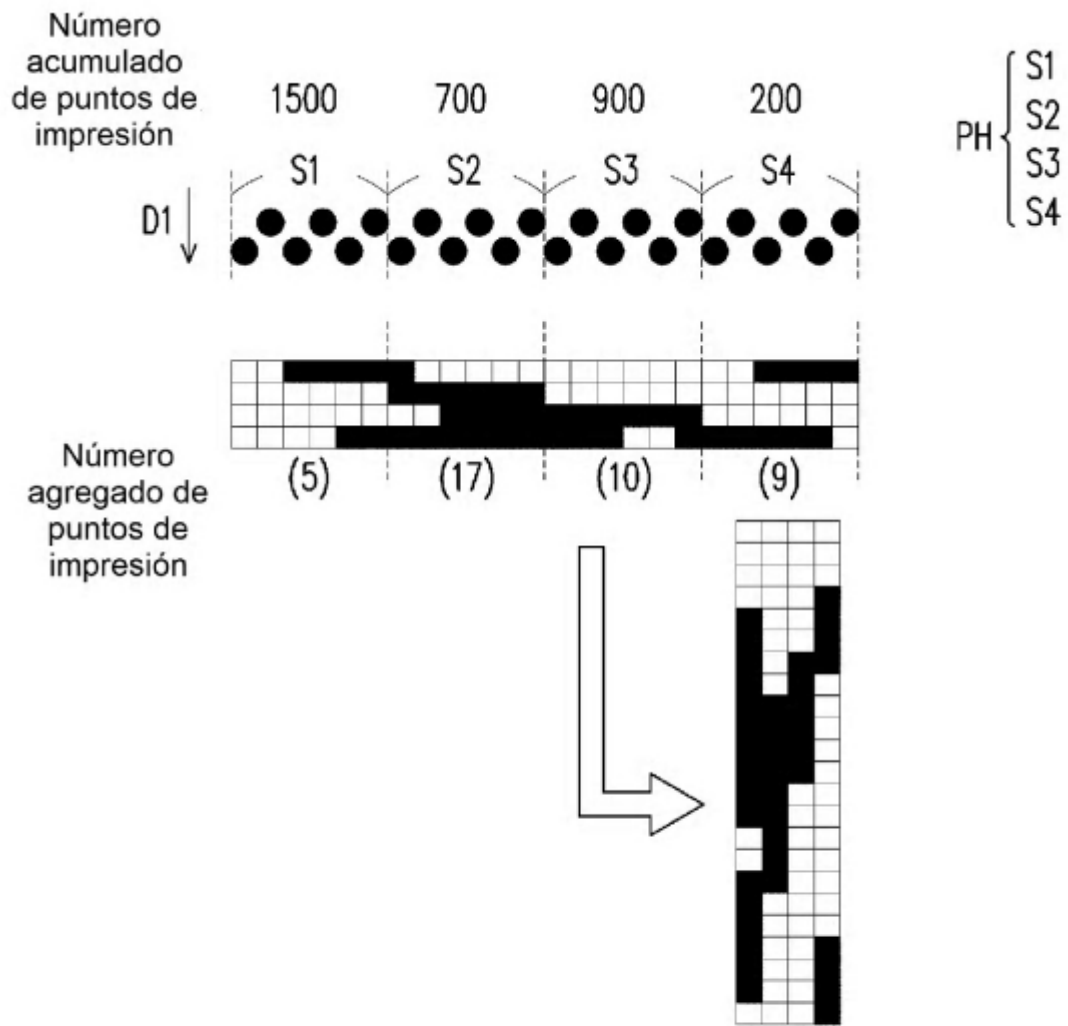 Número
acumulado
de puntos de
impresión
1500 700 900 200
S1 S2 S3 S4
D1
PH { S1
S2
S3
S4
(5) (17) (10) (9)
Número
agregado de
puntos de
impresión